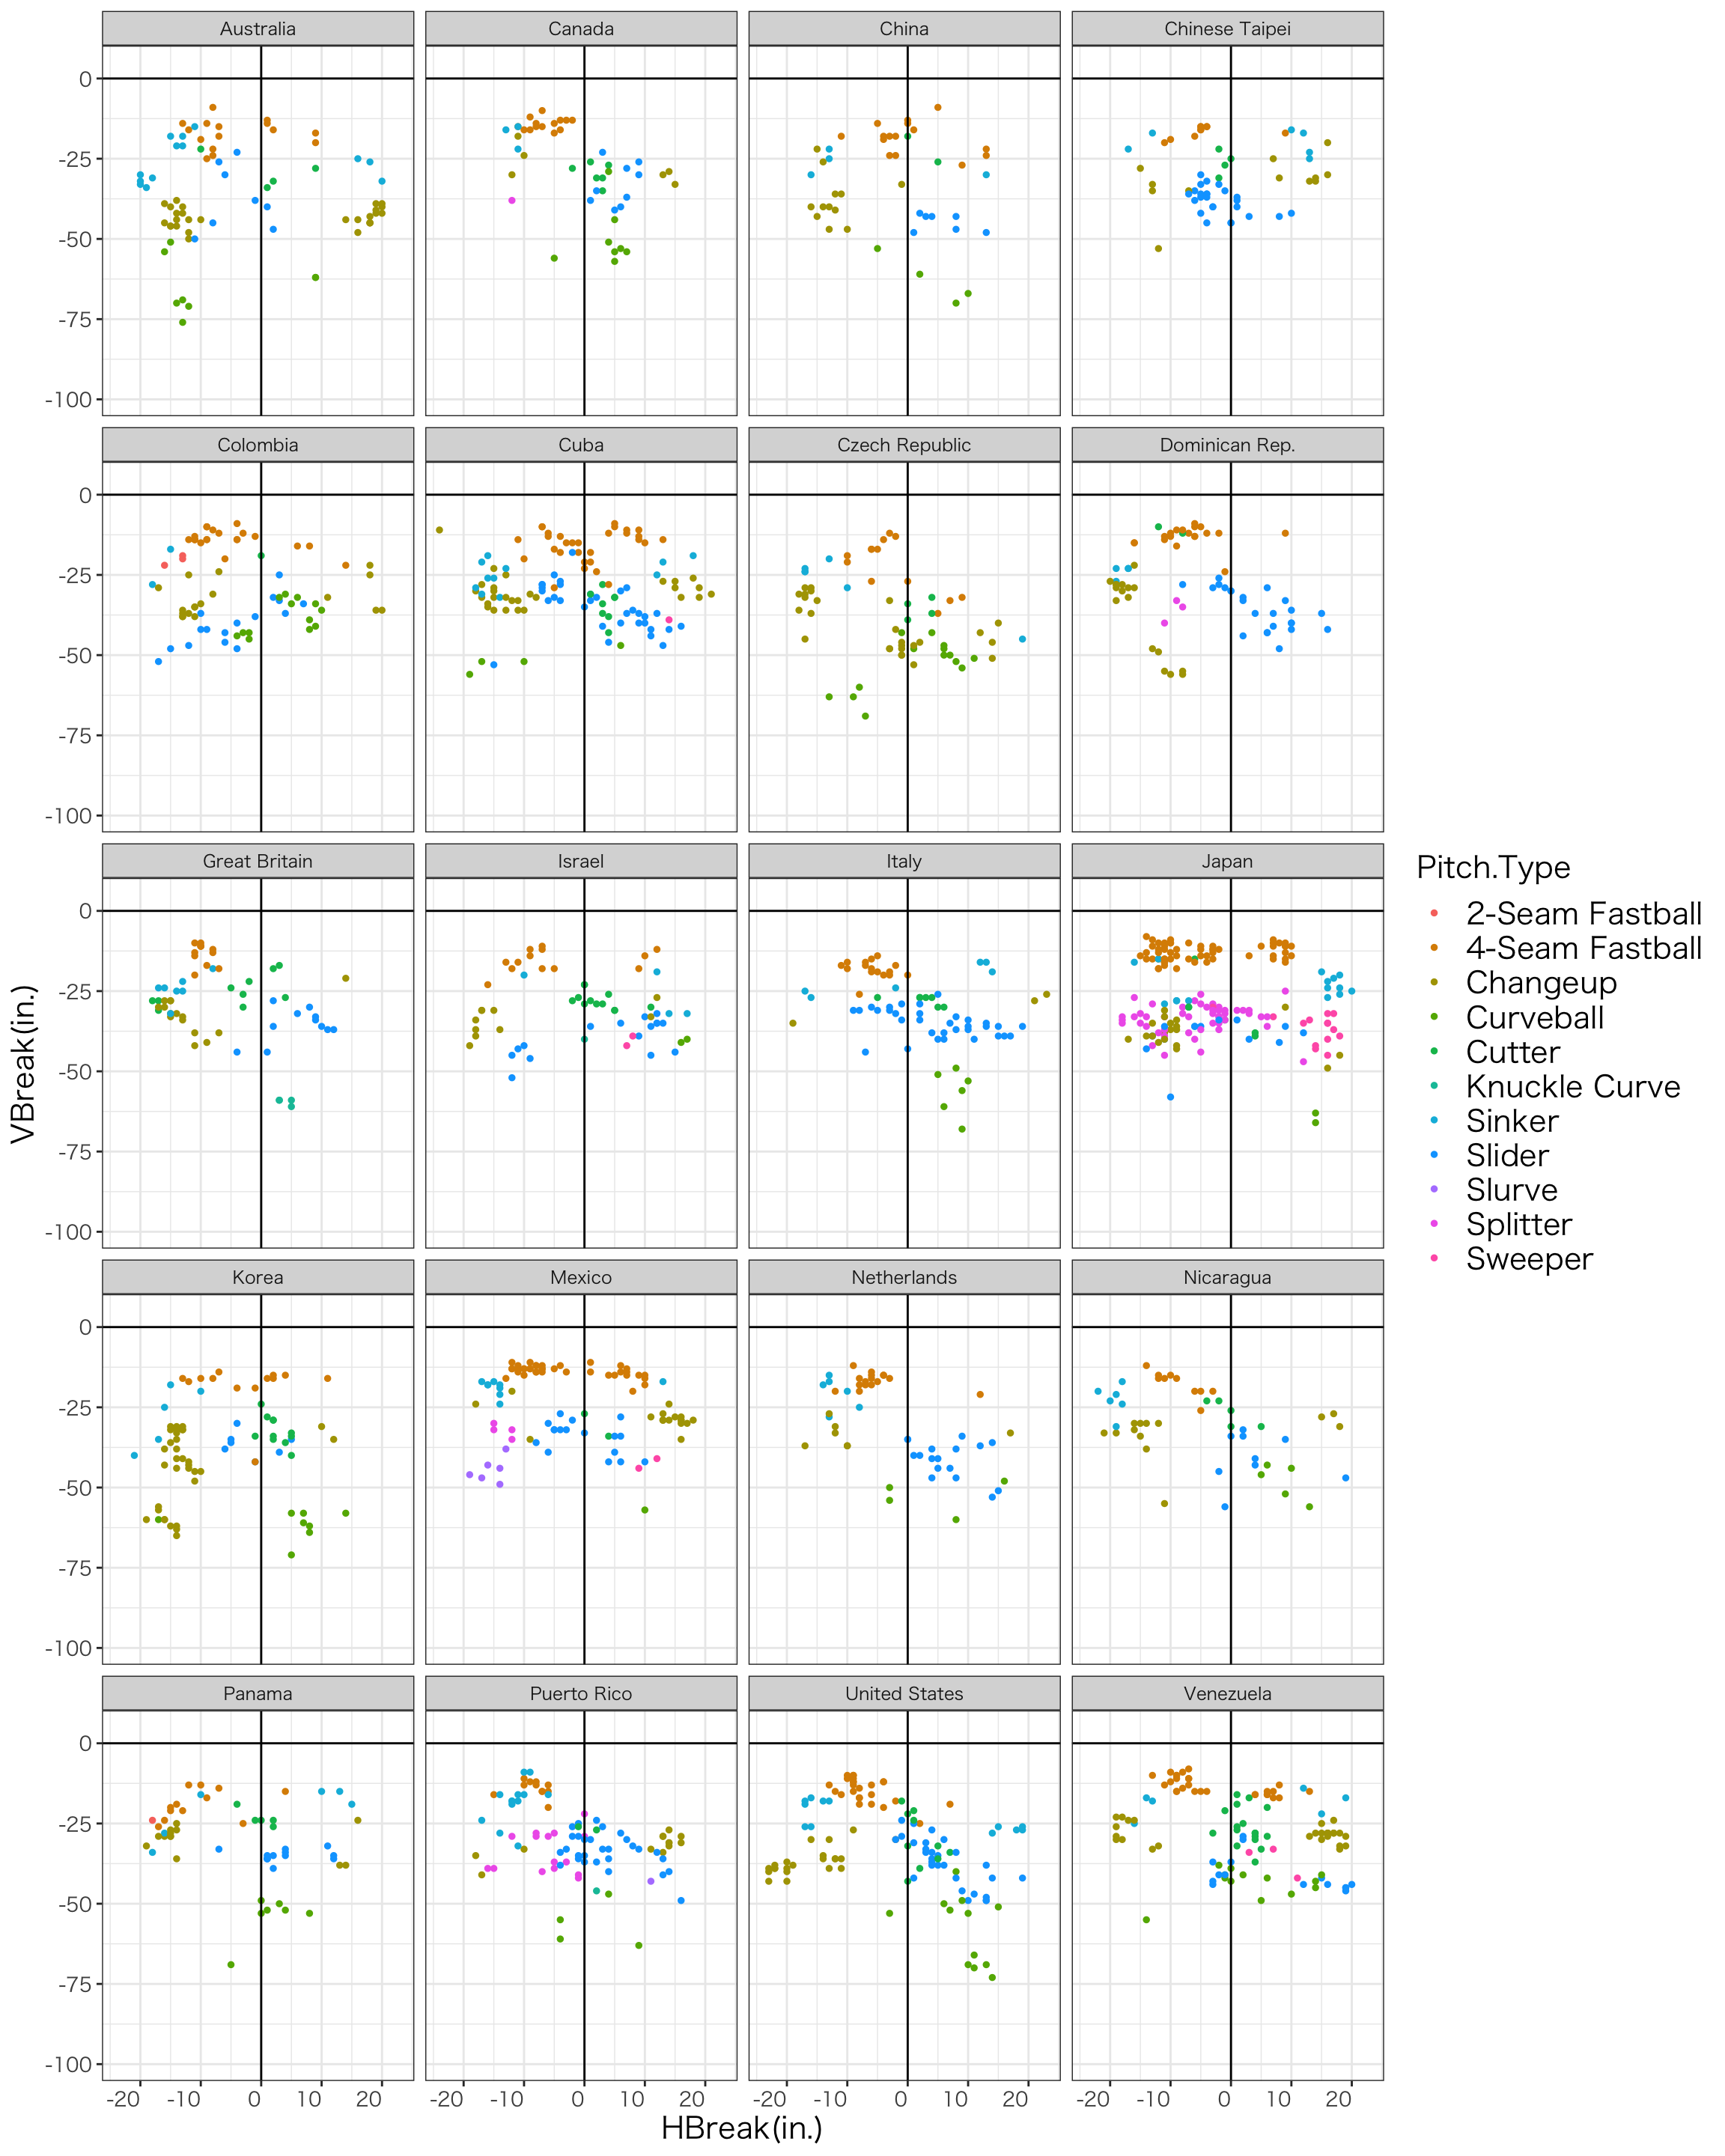 Australia Canada China Chinese Taipei
0
-25
-50
-75
-100
Colombia Cuba Czech Republic Dominican Rep.
0
-25
-50
-75
-100
Great Britain Israel Italy Japan
0
-25
-50
-75
-100
Korea Mexico Netherlands Nicaragua
0
-25
-50
-75
-100
Panama Puerto Rico United States Venezuela
0
-25
-50
-75
-100
-20 -10 0 10 20 -20 -10 0 10 20 -20 -10 0 10 20 -20 -10 0 10 20
HBreak(in.)
VBreak(in.)
Pitch.Type
2-Seam Fastball
4-Seam Fastball
Changeup
Curveball
Cutter
Knuckle Curve
Sinker
Slider
Slurve
Splitter
Sweeper